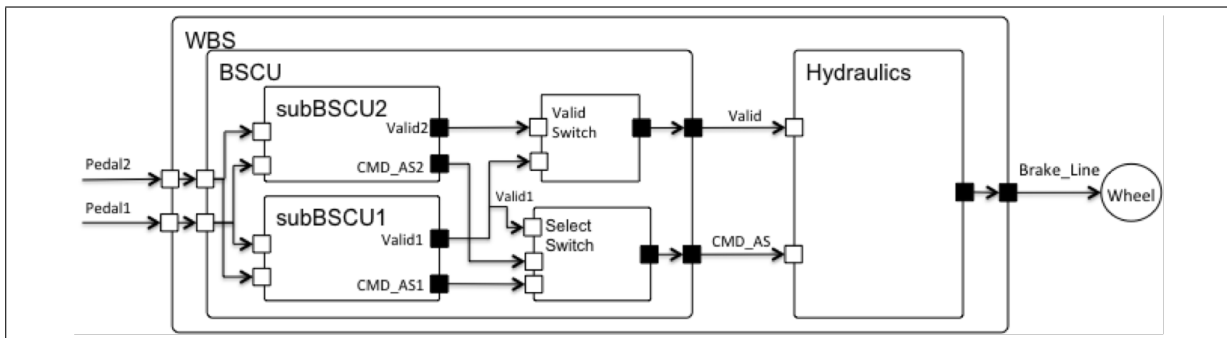 WBS
BSCU
Hydraulics
subBSCU2
Valid2
CMD_AS2
Valid
Switch
Valid
Pedal2
Pedal1
Brake_Line
Wheel
Valid1
subBSCU1
Valid1
CMD_AS1
Select
Switch
CMD_AS